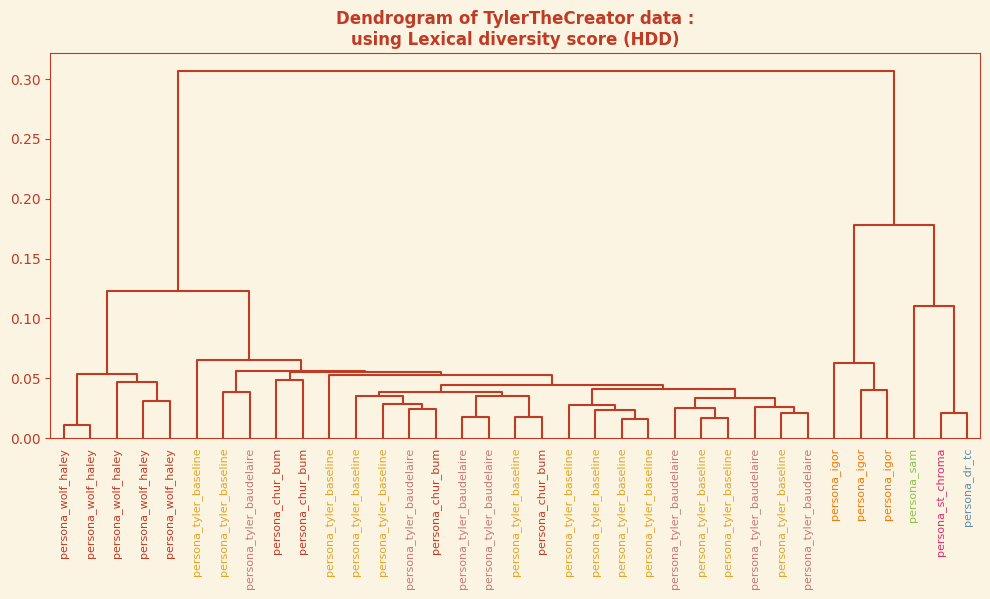 Dendrogram of TylerTheCreator data :
using Lexical diversity score (HDD)
0.30
0.25
0.20
0.15
0.10
0.05
0.00
persona_wolf_haley
persona_wolf_haley
persona_wolf_haley
persona_wolf_haley
persona_wolf_haley
persona_tyler_baseline
persona_tyler_baseline
persona_tyler_baudelaire
persona_chur_bum
persona_chur_bum
persona_tyler_baseline
persona_tyler_baseline
persona_tyler_baseline
persona_tyler_baudelaire
persona_chur_bum
persona_tyler_baudelaire
persona_tyler_baudelaire
persona_tyler_baseline
persona_chur_bum
persona_tyler_baseline
persona_tyler_baseline
persona_tyler_baseline
persona_tyler_baseline
persona_tyler_baudelaire
persona_tyler_baseline
persona_tyler_baseline
persona_tyler_baudelaire
persona_tyler_baseline
persona_tyler_baudelaire
persona_igor
persona_igor
persona_igor
persona_sam
persona_st_chroma
persona_dr_tc